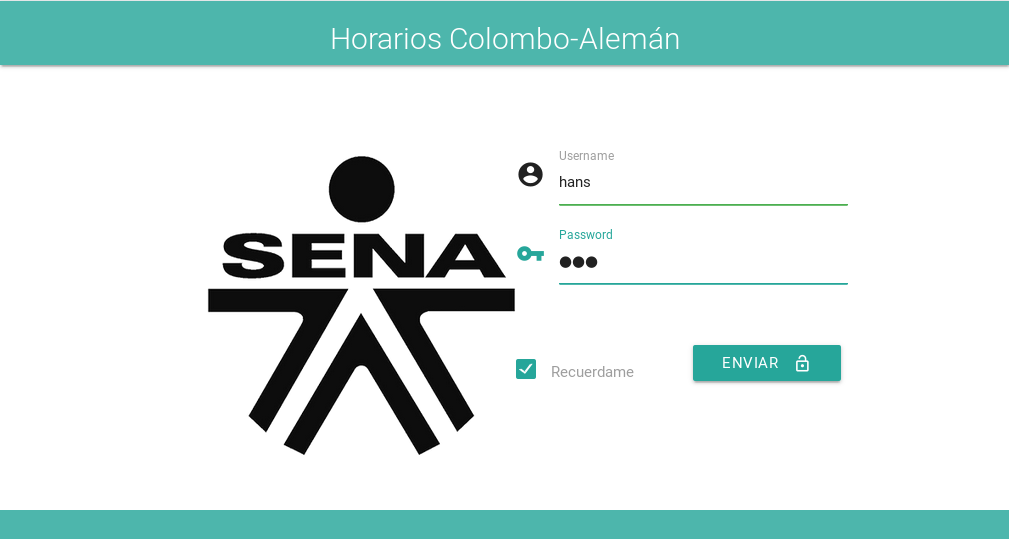 Horarios Colombo-Alemán
SENA
Username
hans
Password
●●●
Recuerdame
ENVIAR